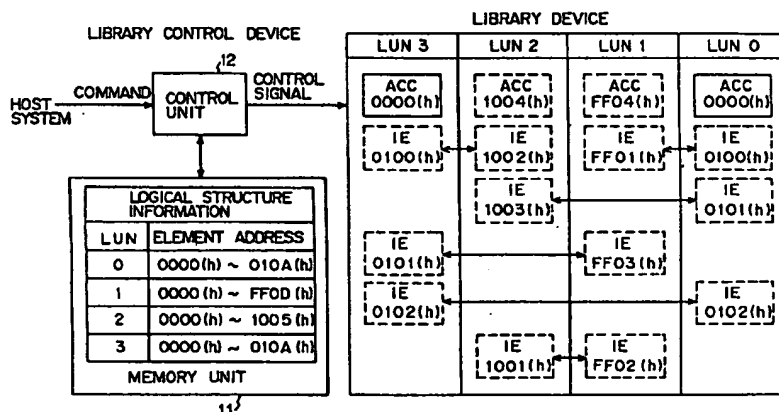 LIBRARY CONTROL DEVICE
12
HOST SYSTEM
COMMAND
CONTROL UNIT
CONTROL SIGNAL
LOGICAL STRUCTURE INFORMATION
LUN ELEMENT ADDRESS
0 0000(h) ~ 010A(h)
1 0000(h) ~ FF0D(h)
2 0000(h) ~ 1005(h)
3 0000(h) ~ 010A(h)
MEMORY UNIT
11
LIBRARY DEVICE
LUN 3 LUN 2 LUN 1 LUN 0
ACC 0000(h) ACC 1004(h) ACC FF04(h) ACC 0000(h)
IE 0100(h) IE 1002(h) IE FF01(h) IE 0100(h)
IE 1003(h) IE 0101(h)
IE 0101(h) IE FF03(h)
IE 0102(h) IE 0102(h)
IE 1001(h) IE FF02(h)